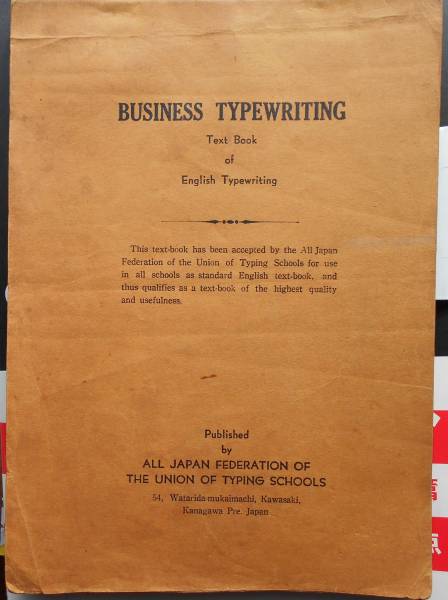 BUSINESS TYPEWRITING
Text Book
of
English Typewriting
This text-book has been accepted by the All Japan
Federation of the Union of Typing Schools for use
in all schools as standard English text-book, and
thus qualifies as a text-book of the highest quality
and usefulness.
Published
by
ALL JAPAN FEDERATION OF
THE UNION OF TYPING SCHOOLS
54, Watarida-mukaimachi, Kawasaki,
Kanagawa Pre. Japan
点